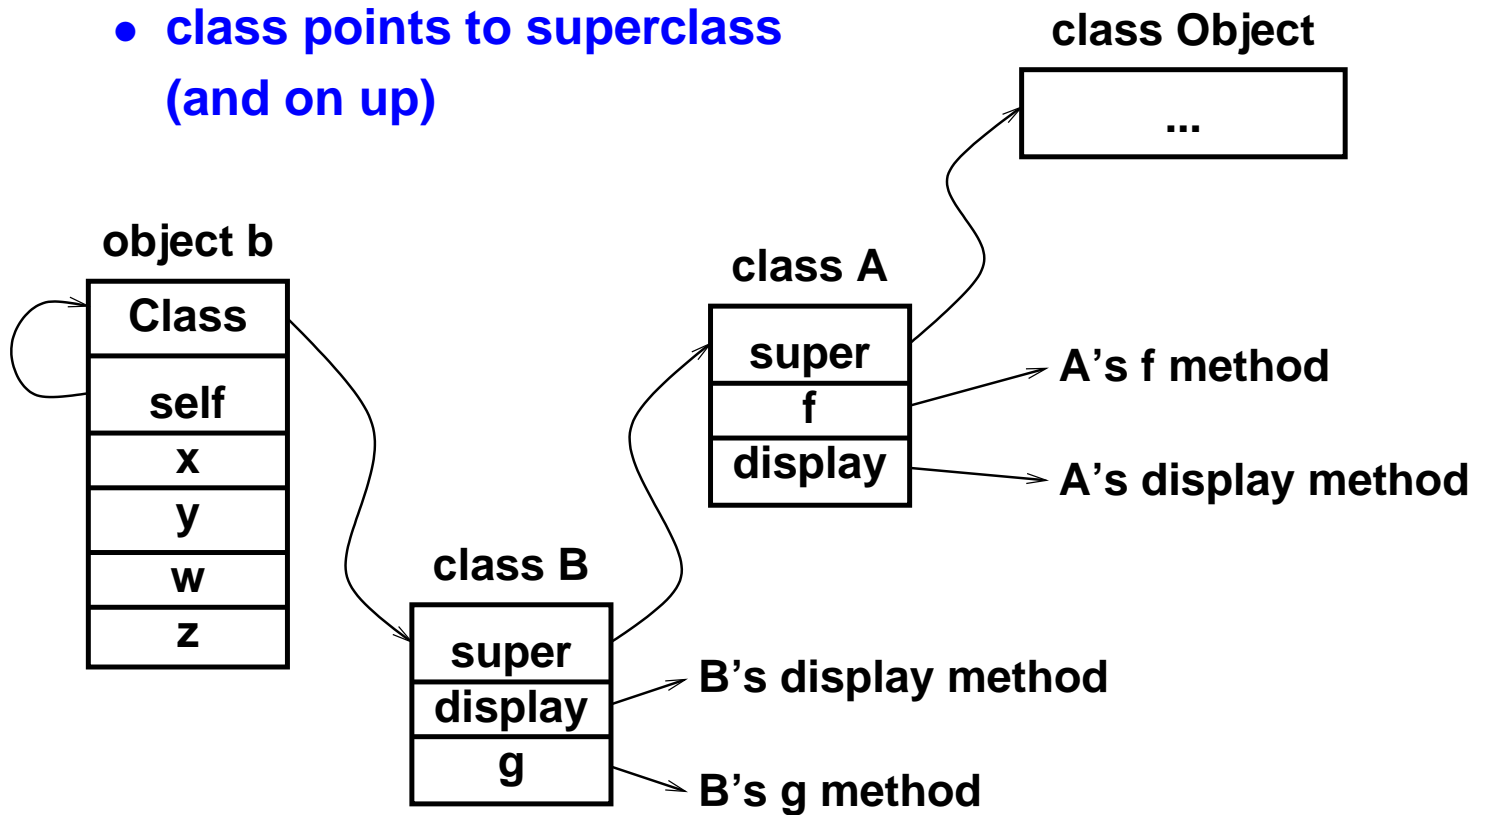 • class points to superclass
(and on up)
class Object
...
object b
Class
self
x
y
w
z
class A
super
f
display
A’s f method
A’s display method
class B
super
display
g
B’s display method
B’s g method